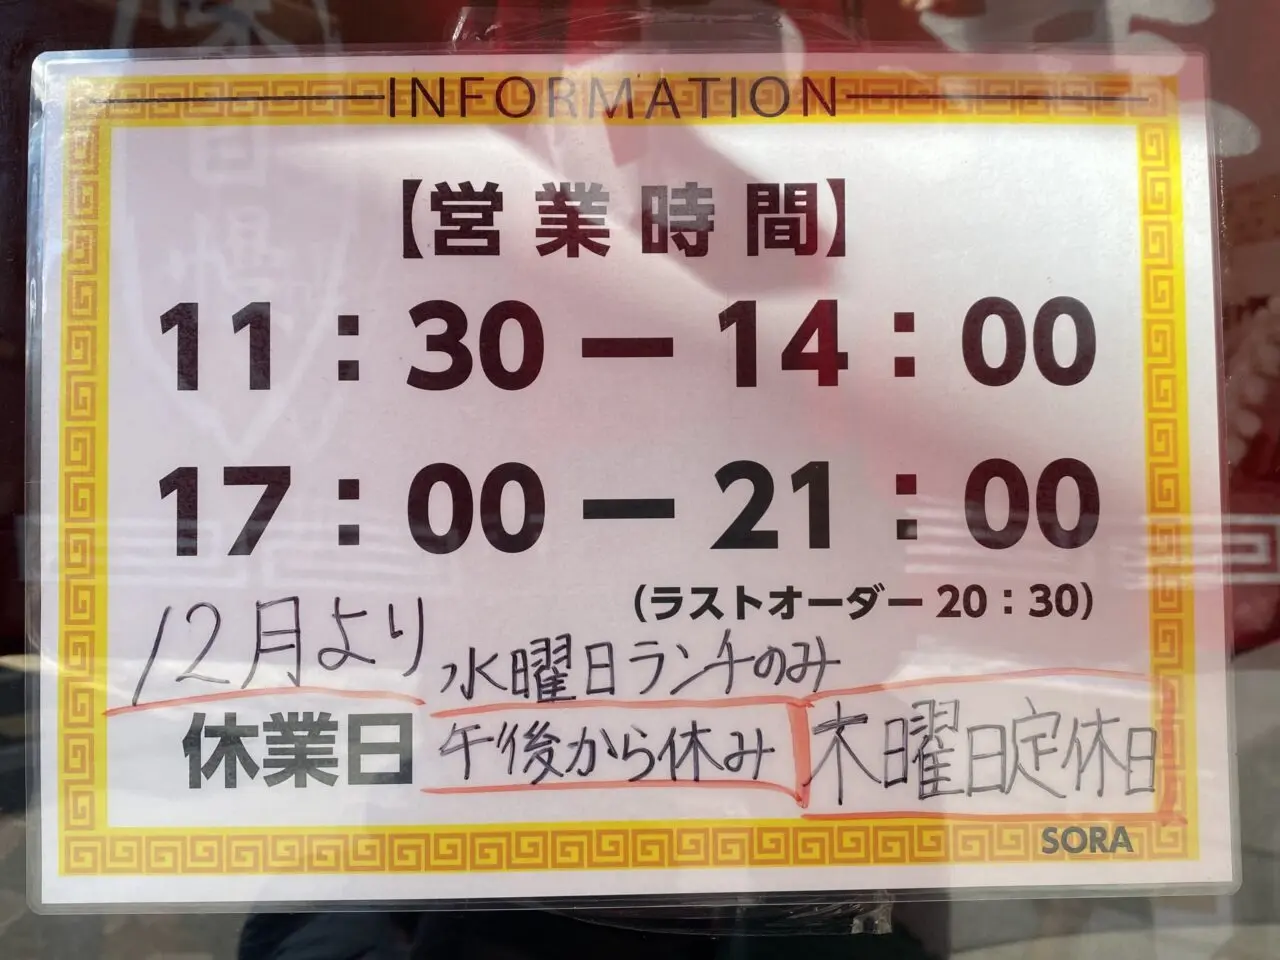 INFORMATION
【営業時間】
11：30 ー 14：00
17：00 ー 21：00
(ラストオーダー 20：30)
12月より 水曜日ランチのみ
休業日 午後から休み 木曜日定休日
SORA